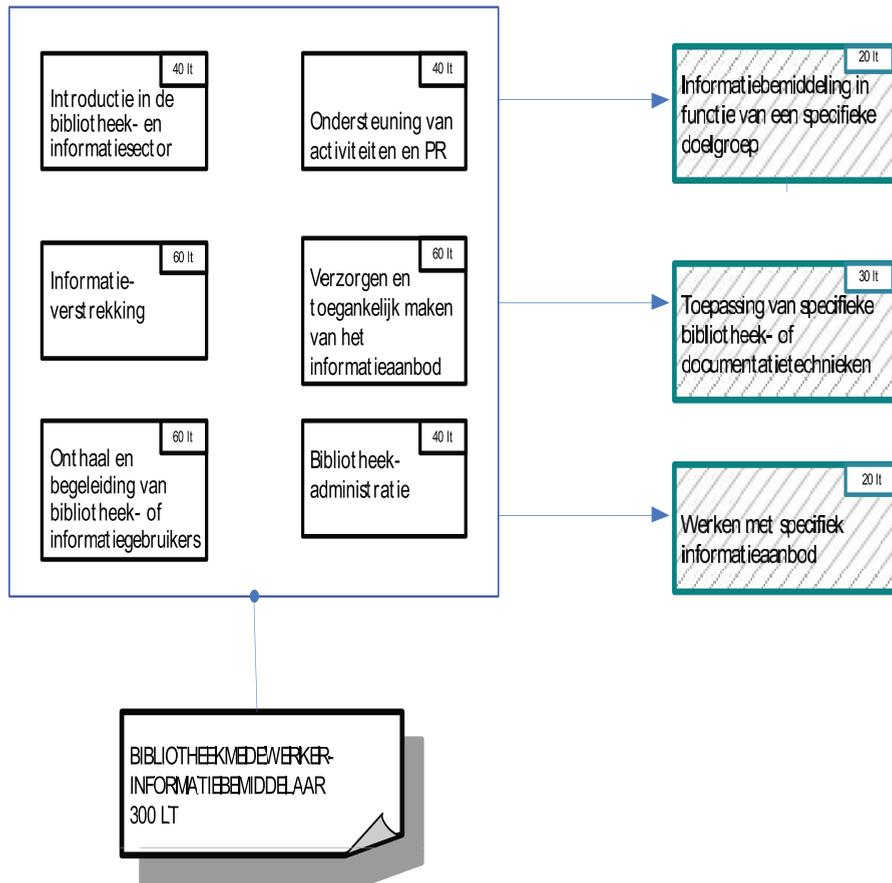 40 lt
Introductie in de
bibliotheek- en
informatiesector
40 lt
Ondersteuning van
activiteiten en PR
20 lt
Informatiebemiddeling in
functie van een specifieke
doelgroep
60 lt
Informatie-
verstrekking
60 lt
Verzorgen en
toegankelijk maken
van het
informatieaanbod
30 lt
Toepassing van specifieke
bibliotheek- of
documentatietechnieken
60 lt
Onthaal en
begeleiding van
bibliotheek- of
informatiegebruikers
40 lt
Bibliotheek-
administratie
20 lt
Werken met specifiek
informatieaanbod
BIBLIOTHEEKMEDEWERKER-
INFORMATIEBEMIDDELAAR
300 LT